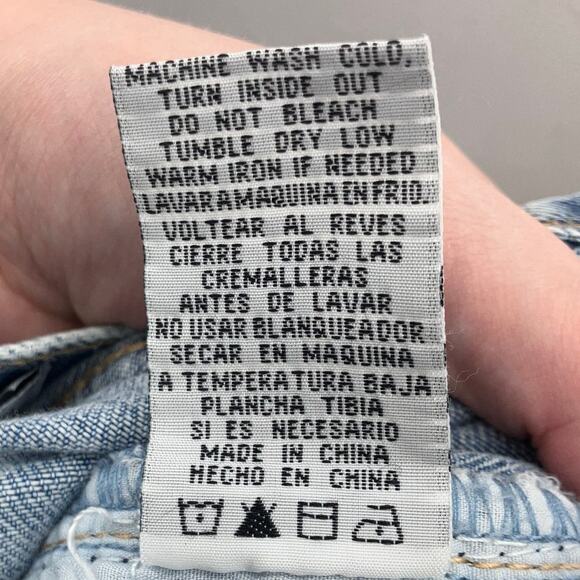 MACHINE WASH COLD,
TURN INSIDE OUT
DO NOT BLEACH
TUMBLE DRY LOW
WARM IRON IF NEEDED
LAVAR A MAQUINA EN FRIO.
VOLTEAR AL REVES
CIERRE TODAS LAS
CREMALLERAS
ANTES DE LAVAR
NO USAR BLANQUEADOR
SECAR EN MAQUINA
A TEMPERATURA BAJA
PLANCHA TIBIA
SI ES NECESARIO
MADE IN CHINA
HECHO EN CHINA